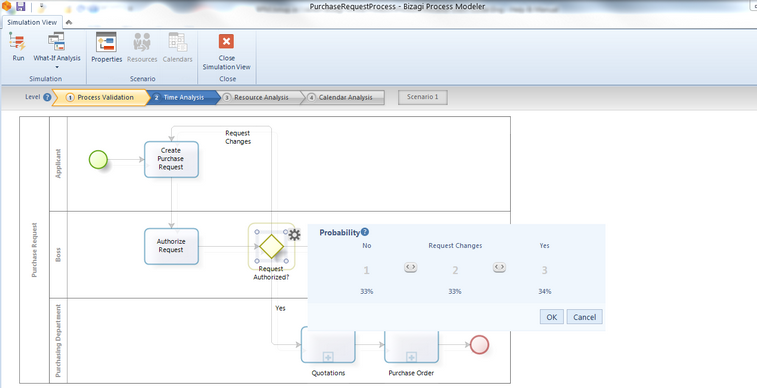 PurchaseRequestProcess - Bizagi Process Modeler
Simulation View
Run
What-If Analysis
Properties
Resources
Calendars
Close
Simulation View
Simulation
Scenario
Close
Level
1 Process Validation
2 Time Analysis
3 Resource Analysis
4 Calendar Analysis
Scenario 1
Purchase Request
Applicant
Create
Purchase
Request
Request
Changes
Boss
Authorize
Request
Request
Authorized?
Probability
No
Request Changes
Yes
1
2
3
33%
33%
34%
OK
Cancel
Purchasing Department
Yes
Quotations
Purchase Order